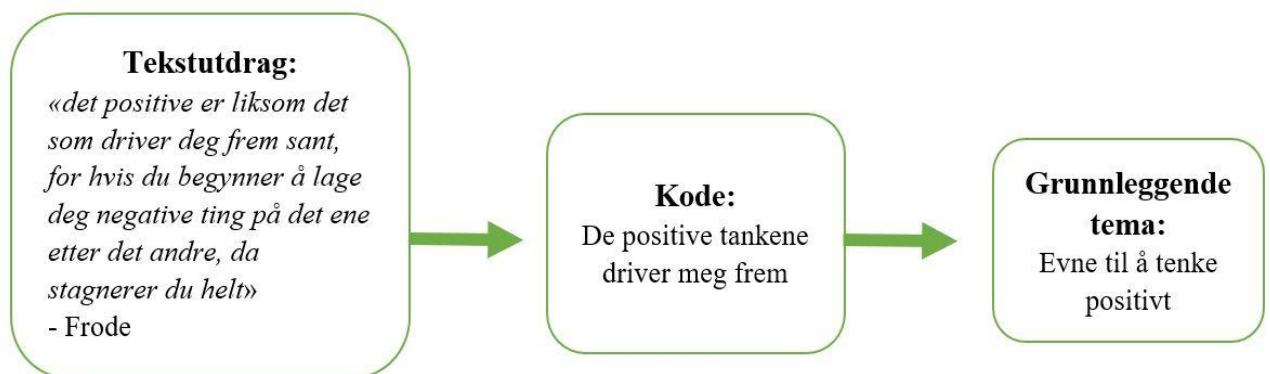 Tekstutdrag:
«det positive er liksom det
som driver deg frem sant,
for hvis du begynner å lage
deg negative ting på det ene
etter det andre, da
stagnerer du helt»
- Frode
Kode:
De positive tankene
driver meg frem
Grunnleggende
tema:
Evne til å tenke
positivt